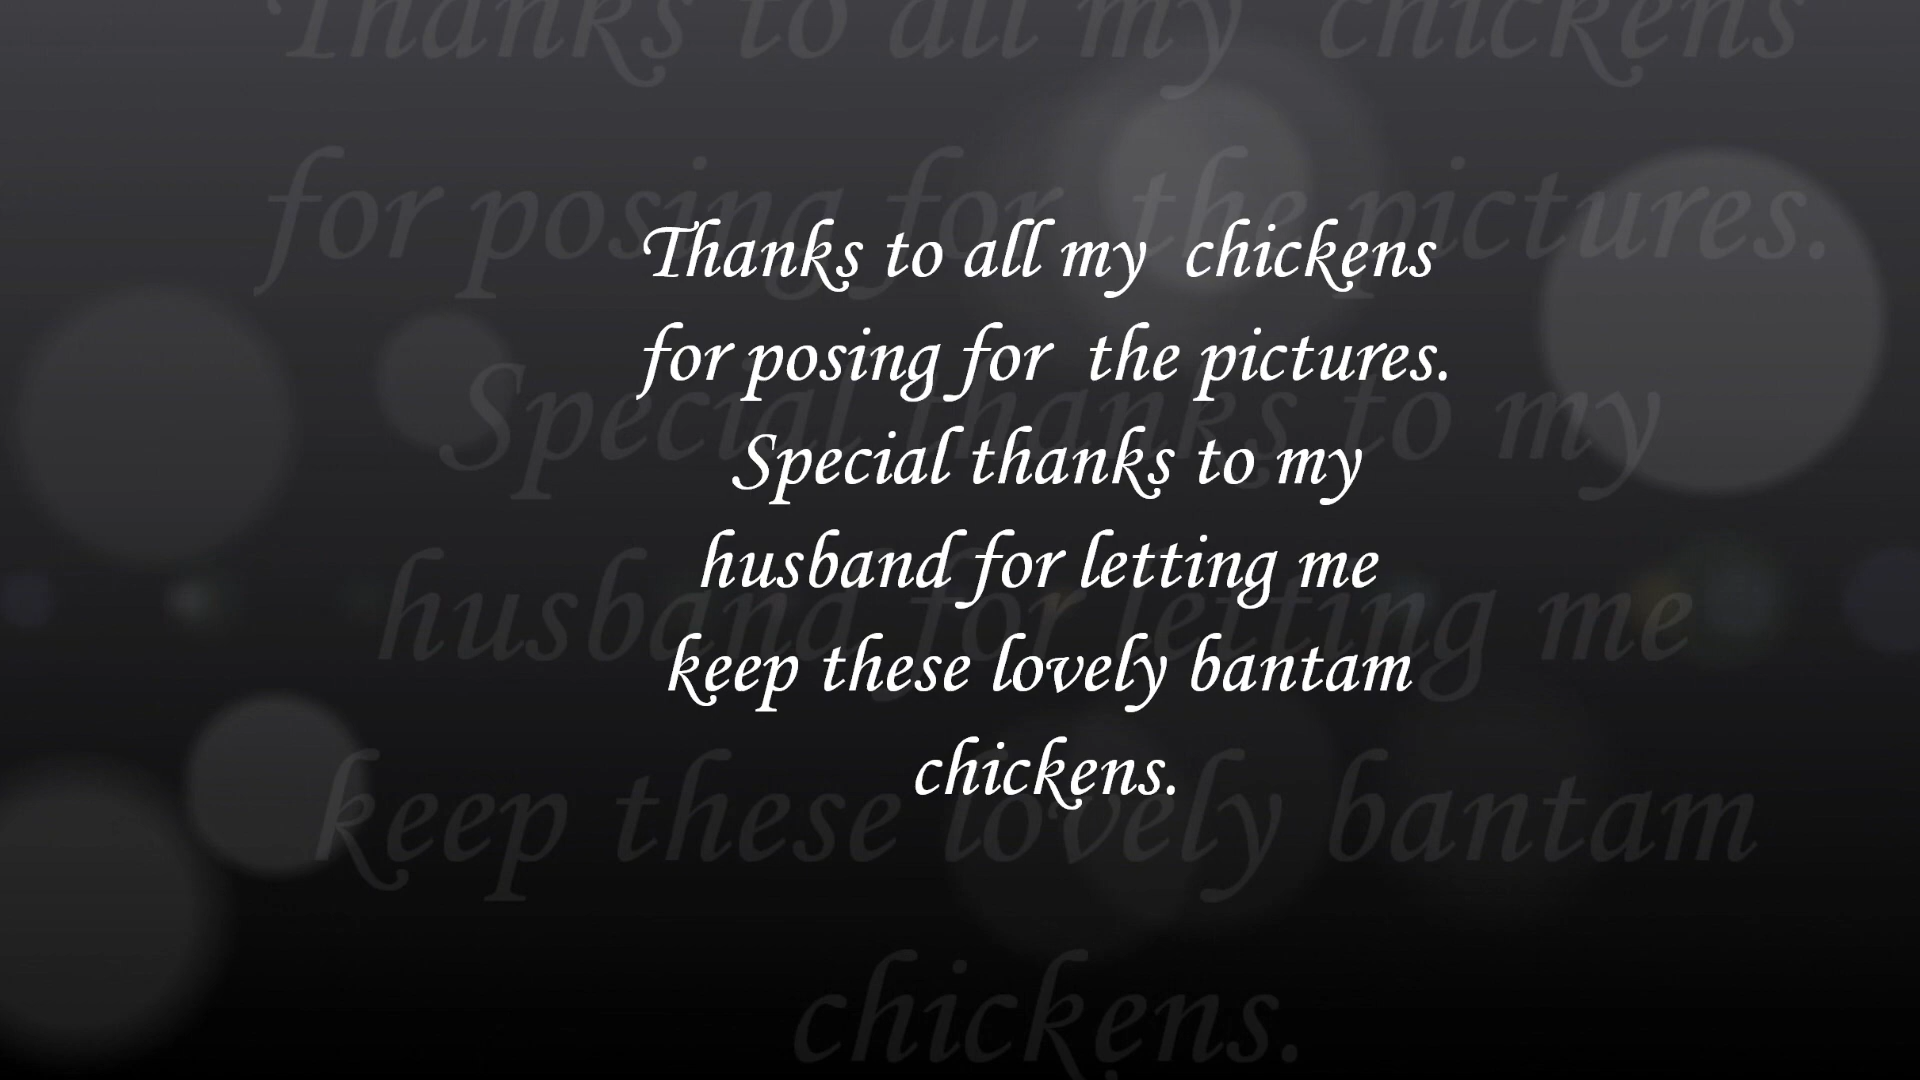 Thanks to all my  chickens
for posing for  the pictures.
Special thanks to my
husband for letting me
keep these lovely bantam
chickens.